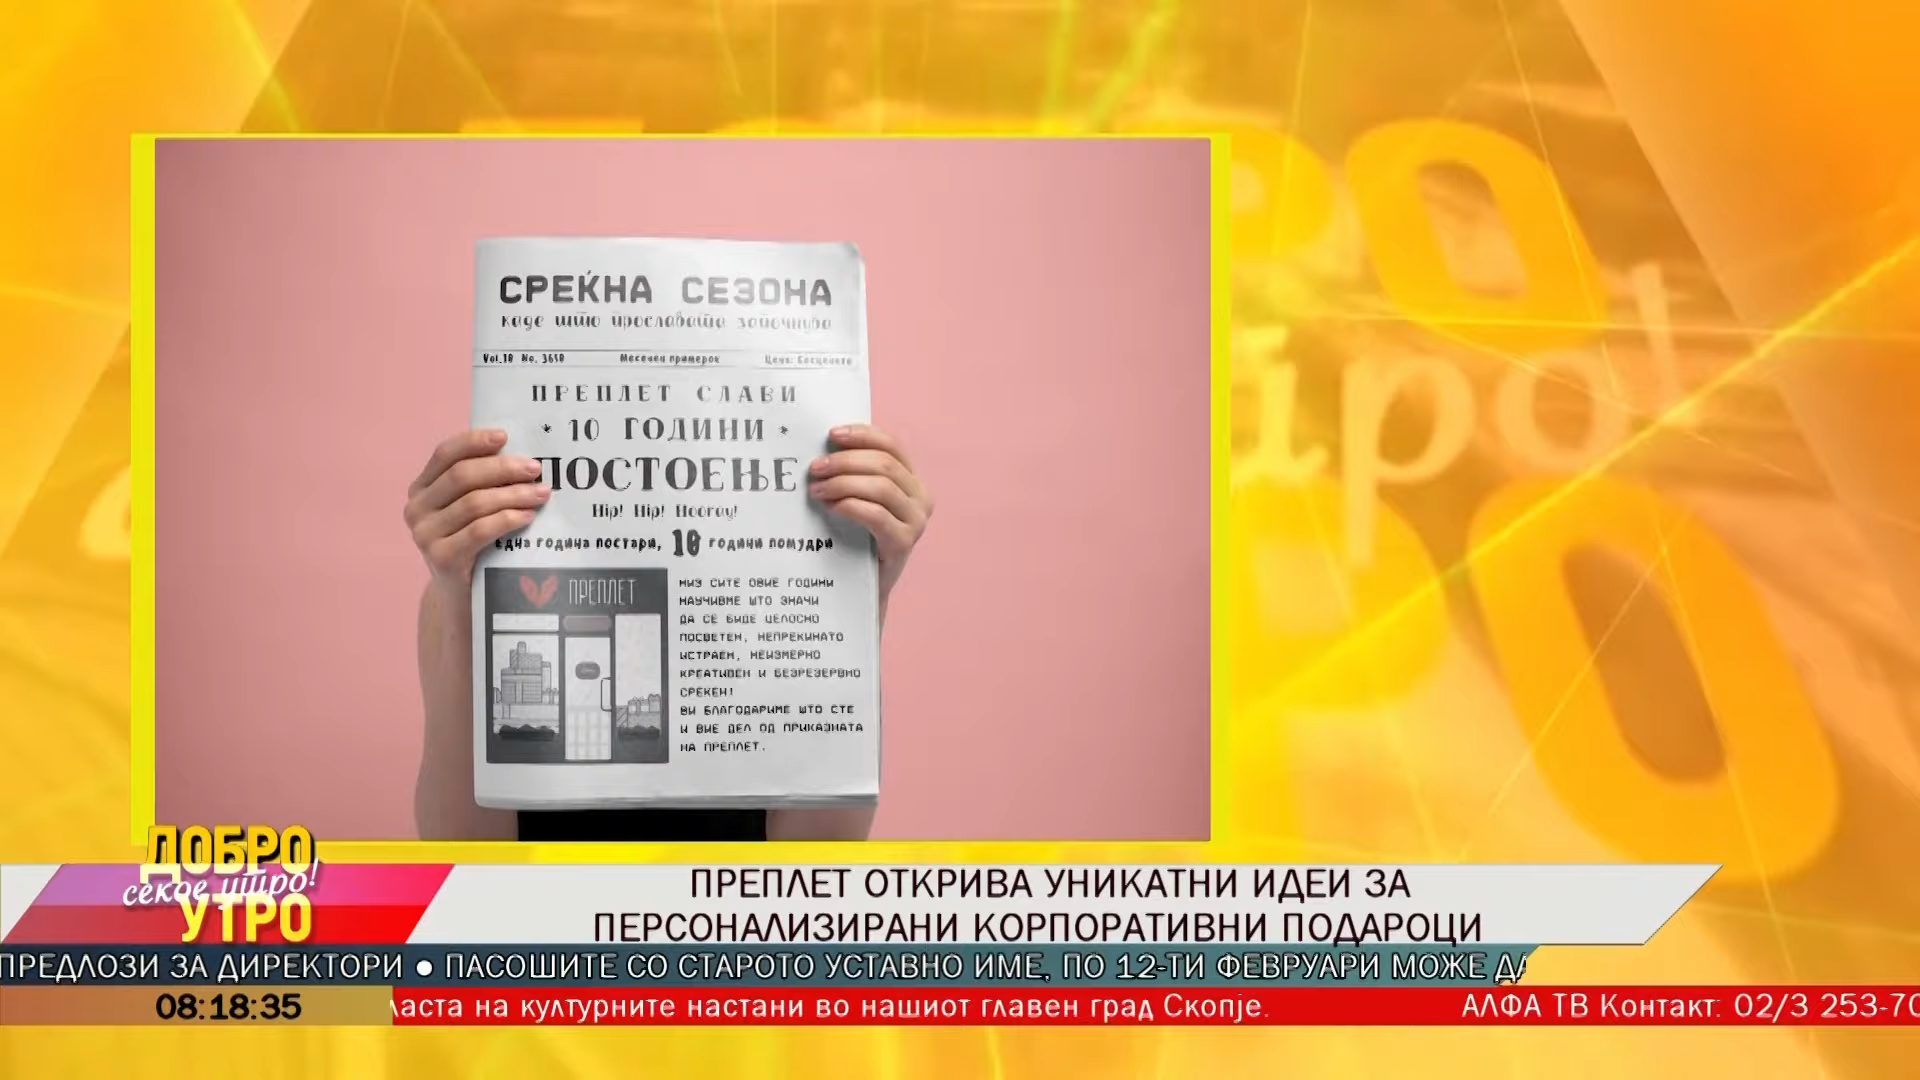 СРЕЌНА СЕЗОНА
каде што прославата започнува
Vol.10 No. 3650 Месечен примерок Цена: Бесценето
ПРЕПЛЕТ СЛАВИ
10 ГОДИНИ
ПОСТОЕЊЕ
Hip! Hip! Hooray!
Една година постари, 10 години помудри
ПРЕПЛЕТ
НИЗ СИТЕ ОВИЕ ГОДИНИ
НАУЧИВМЕ ШТО ЗНАЧИ
ДА СЕ БИДЕ ЦЕЛОСНО
ПОСВЕТЕН, НЕПРЕКИНАТО
ИСТРАЕН, НЕИЗМЕРНО
КРЕАТИВЕН И БЕЗРЕЗЕРВНО
СРЕЌЕН!
ВИ БЛАГОДАРИМЕ ШТО СТЕ
И ВИЕ ДЕЛ ОД ПРИКАЗНАТА
НА ПРЕПЛЕТ.
ДОБРО
секое утро!
УТРО
ПРЕПЛЕТ ОТКРИВА УНИКАТНИ ИДЕИ ЗА
ПЕРСОНАЛИЗИРАНИ КОРПОРАТИВНИ ПОДАРОЦИ
ПРЕДЛОЗИ ЗА ДИРЕКТОРИ ● ПАСОШИТЕ СО СТАРОТО УСТАВНО ИМЕ, ПО 12-ТИ ФЕВРУАРИ МОЖЕ ДА
08:18:35 ласта на културните настани во нашиот главен град Скопје. АЛФА ТВ Контакт: 02/3 253-70